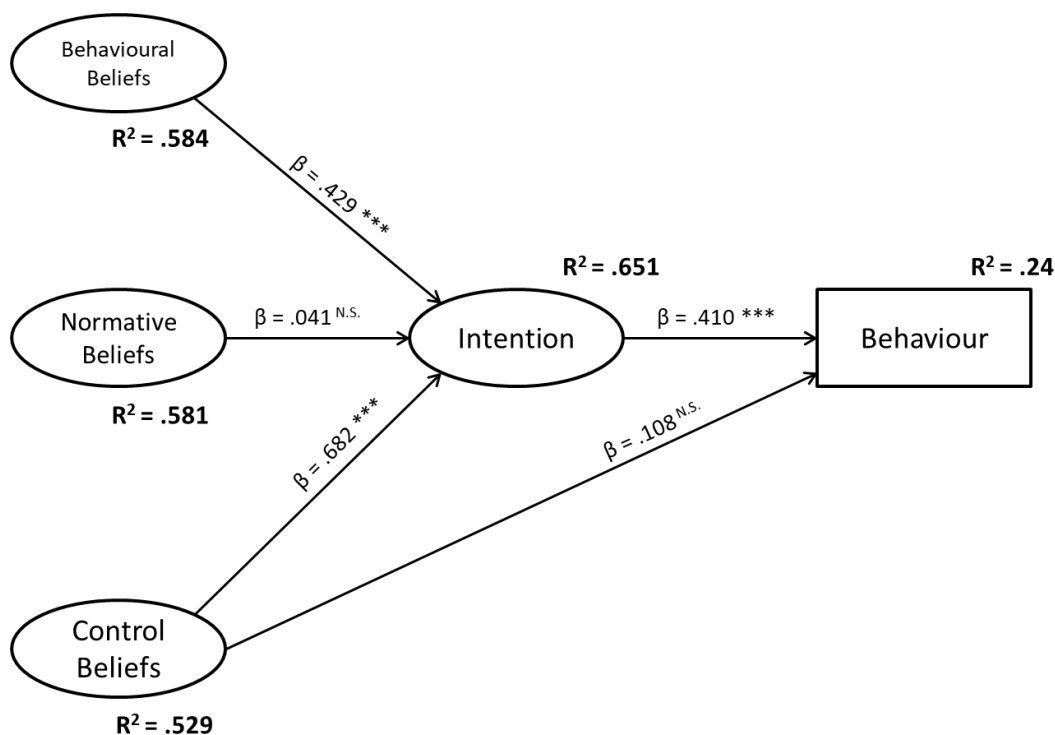 Behavioural
Beliefs
R² = .584
β = .429 ***
R² = .651
R² = .24
Normative
Beliefs
β = .041 N.S.
Intention
β = .410 ***
Behaviour
R² = .581
β = .682 ***
β = .108 N.S.
Control
Beliefs
R² = .529